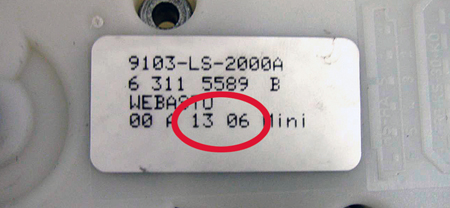 9103-LS-2000A
6 311 5589 B
WEBASTO
00 A 13 06 Mini